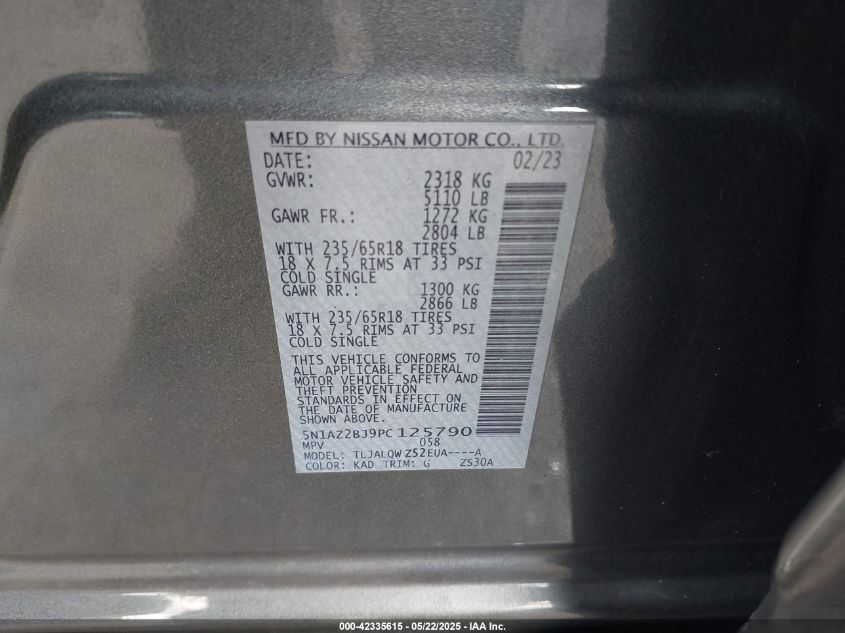 MFD BY NISSAN MOTOR CO., LTD.
DATE: 02/23
GVWR: 2318 KG
5110 LB
GAWR FR.: 1272 KG
2804 LB
WITH 235/65R18 TIRES
18 X 7.5 RIMS AT 33 PSI
COLD SINGLE
GAWR RR.: 1300 KG
2866 LB
WITH 235/65R18 TIRES
18 X 7.5 RIMS AT 33 PSI
COLD SINGLE
THIS VEHICLE CONFORMS TO
ALL APPLICABLE FEDERAL
MOTOR VEHICLE SAFETY AND
THEFT PREVENTION
STANDARDS IN EFFECT ON
THE DATE OF MANUFACTURE
SHOWN ABOVE.
5N1AZ2BJ9PC125790
MPV 058
MODEL: TLJALQWZ52EUA----A
COLOR: KAD TRIM: G ZS30A
000-42335615 - 05/22/2025 - IAA Inc.